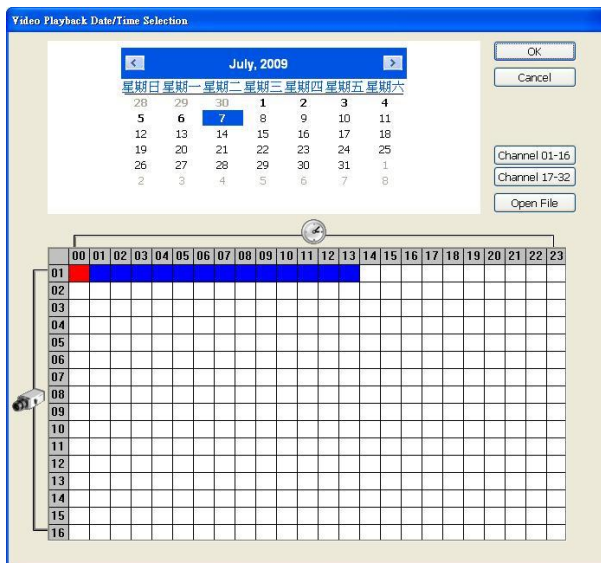 Video Playback Date/Time Selection
July, 2009
星期日 星期一 星期二 星期三 星期四 星期五 星期六
28 29 30 1 2 3 4
5 6 7 8 9 10 11
12 13 14 15 16 17 18
19 20 21 22 23 24 25
26 27 28 29 30 31 1
2 3 4 5 6 7 8
OK
Cancel
Channel 01-16
Channel 17-32
Open File
00 01 02 03 04 05 06 07 08 09 10 11 12 13 14 15 16 17 18 19 20 21 22 23
01
02
03
04
05
06
07
08
09
10
11
12
13
14
15
16